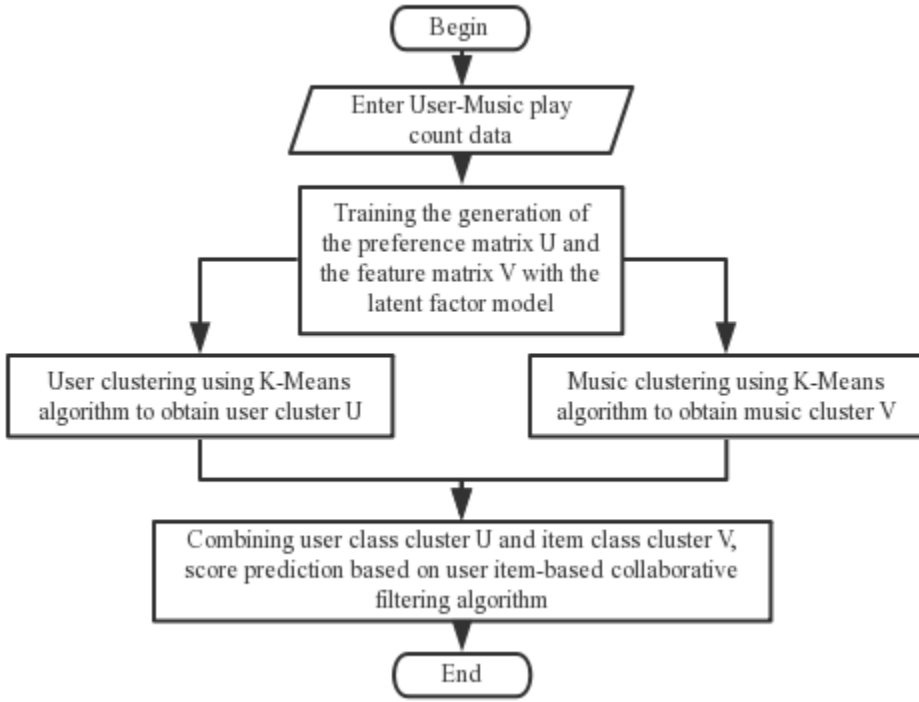 Begin
Enter User-Music play
count data
Training the generation of
the preference matrix U and
the feature matrix V with the
latent factor model
User clustering using K-Means
algorithm to obtain user cluster U
Music clustering using K-Means
algorithm to obtain music cluster V
Combining user class cluster U and item class cluster V,
score prediction based on user item-based collaborative
filtering algorithm
End